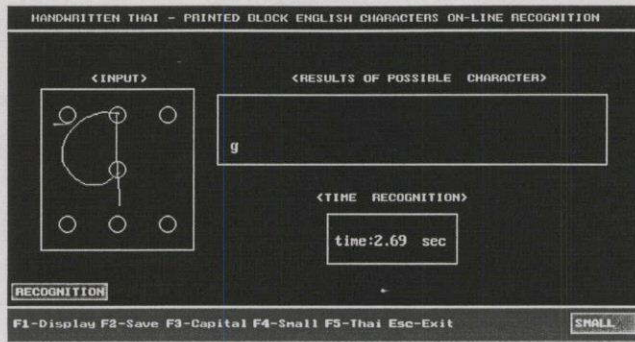 HANDWRITTEN THAI - PRINTED BLOCK ENGLISH CHARACTERS ON-LINE RECOGNITION
<INPUT>
<RESULTS OF POSSIBLE CHARACTER>
g
<TIME RECOGNITION>
time:2.69 sec
RECOGNITION
F1-Display F2-Save F3-Capital F4-Small F5-Thai Esc-Exit
SMALL